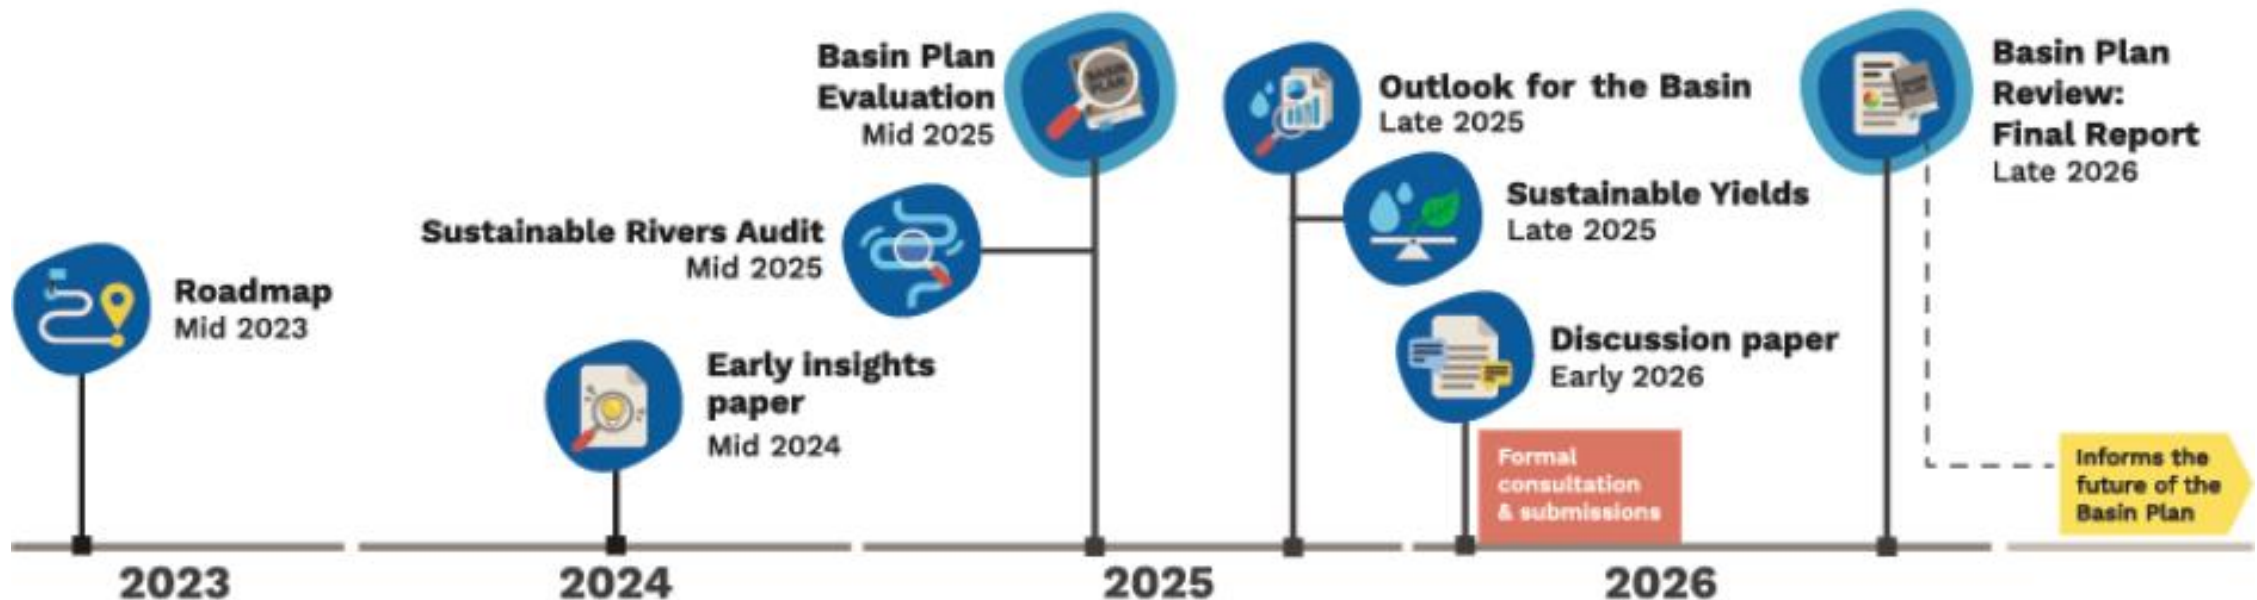 Roadmap
Mid 2023
Early insights
paper
Mid 2024
Sustainable Rivers Audit
Mid 2025
Basin Plan
Evaluation
Mid 2025
BASIN
PLAN
Outlook for the Basin
Late 2025
Sustainable Yields
Late 2025
Discussion paper
Early 2026
Formal
consultation
& submissions
Basin Plan
Review:
Final Report
Late 2026
Informs the
future of the
Basin Plan
2023
2024
2025
2026